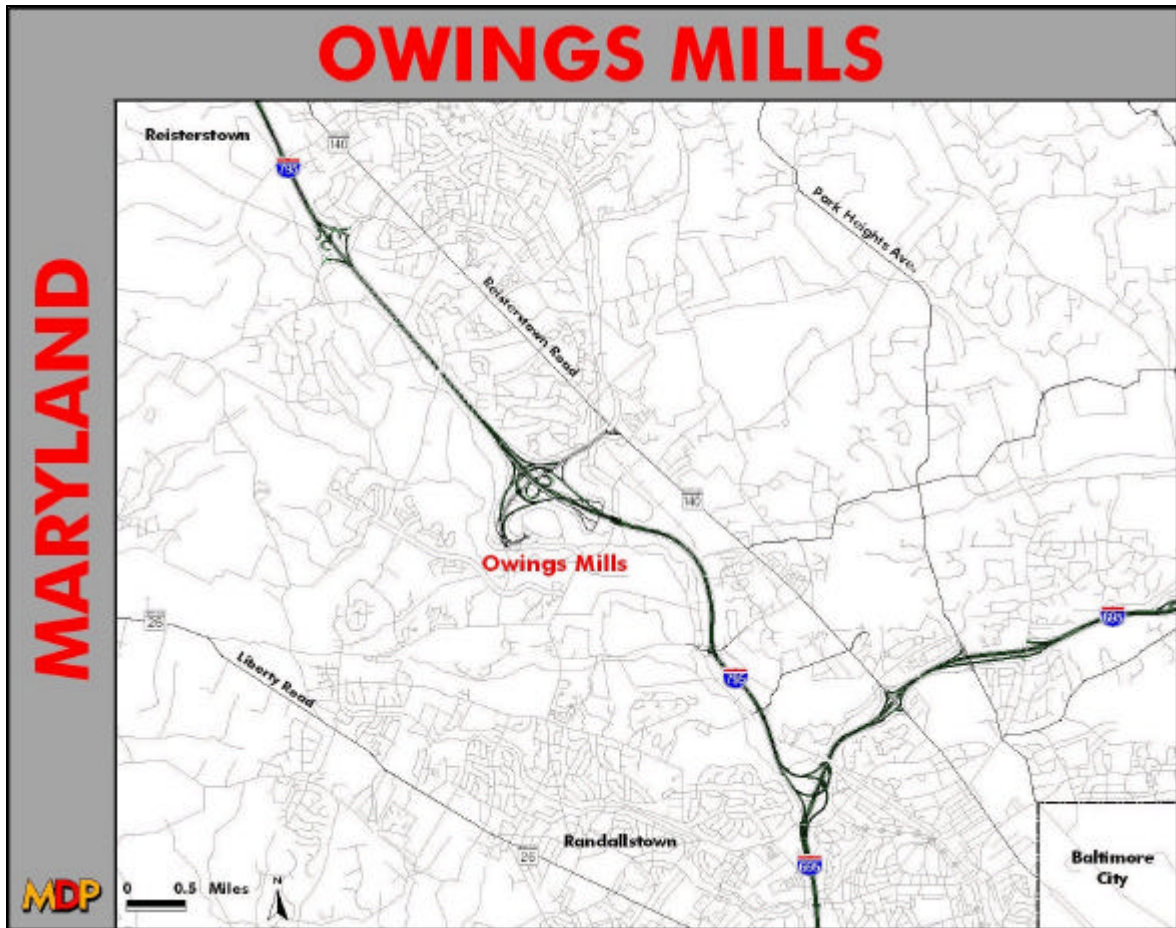 OWINGS MILLS
MARYLAND
Reisterstown
140
795
Park Heights Ave.
Reisterstown Road
140
Owings Mills
26
Liberty Road
695
795
Randallstown
26
695
Baltimore
City
MDP
0 0.5 Miles
N